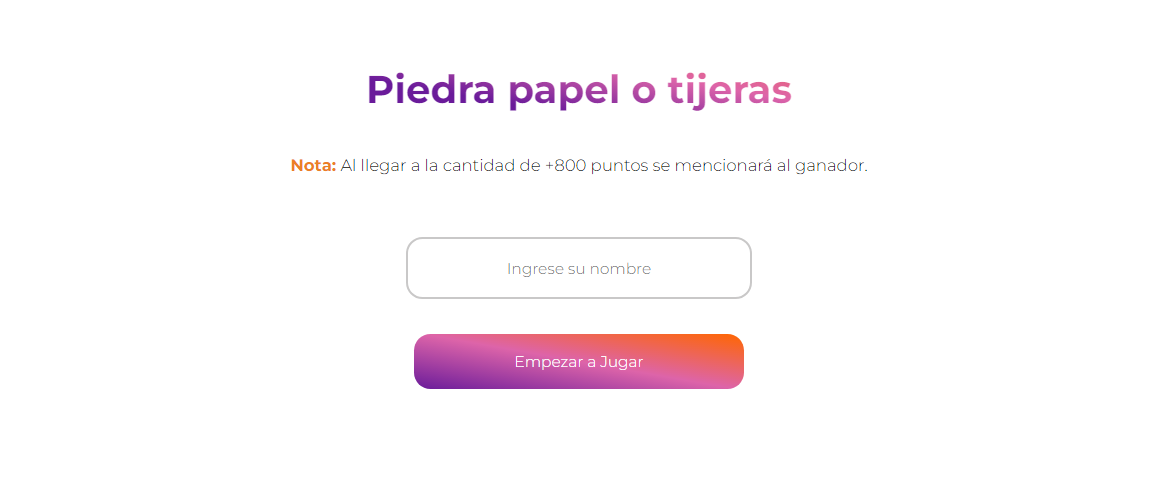 Piedra papel o tijeras
Nota: Al llegar a la cantidad de +800 puntos se mencionará al ganador.
Ingrese su nombre
Empezar a Jugar